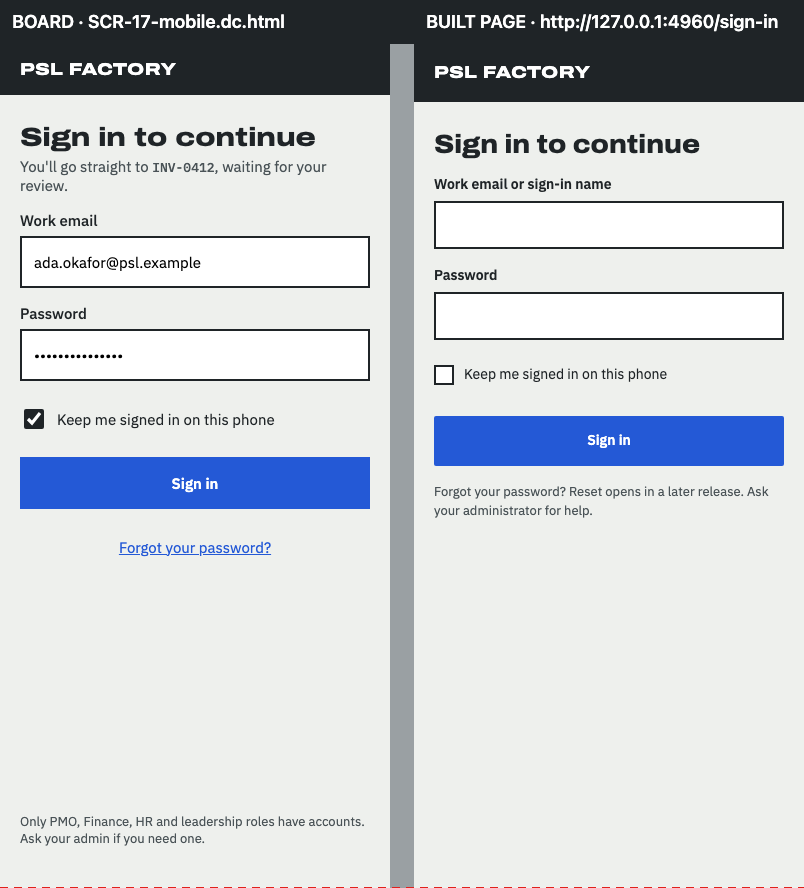 BOARD · SCR-17-mobile.dc.html
PSL FACTORY
Sign in to continue
You'll go straight to INV-0412, waiting for your
review.
Work email
ada.okafor@psl.example
Password
•••••••••••••••
Keep me signed in on this phone
Sign in
Forgot your password?
Only PMO, Finance, HR and leadership roles have accounts.
Ask your admin if you need one.
BUILT PAGE · http://127.0.0.1:4960/sign-in
PSL FACTORY
Sign in to continue
Work email or sign-in name
Password
Keep me signed in on this phone
Sign in
Forgot your password? Reset opens in a later release. Ask
your administrator for help.